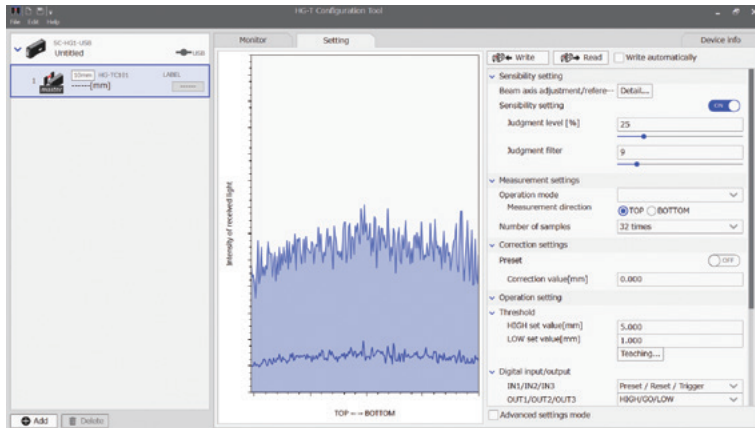 HG-T Configuration Tool
File Edit Help
SC-HG1-USB
Untitled
USB
1
10mm
HG-TC101
LABEL
master
-------[mm]
Add
Delete
Monitor
Setting
Device info
Intensity of received light
TOP ←→ BOTTOM
Write
Read
Write automatically
Sensibility setting
Beam axis adjustment/refere···
Detail...
Sensibility setting
ON
Judgment level [%]
25
Judgment filter
9
Measurement settings
Operation mode
Measurement direction
TOP
BOTTOM
Number of samples
32 times
Correction settings
Preset
OFF
Correction value[mm]
0.000
Operation setting
Threshold
HIGH set value[mm]
5.000
LOW set value[mm]
1.000
Teaching...
Digital input/output
IN1/IN2/IN3
Preset / Reset / Trigger
OUT1/OUT2/OUT3
HIGH/GO/LOW
Advanced settings mode